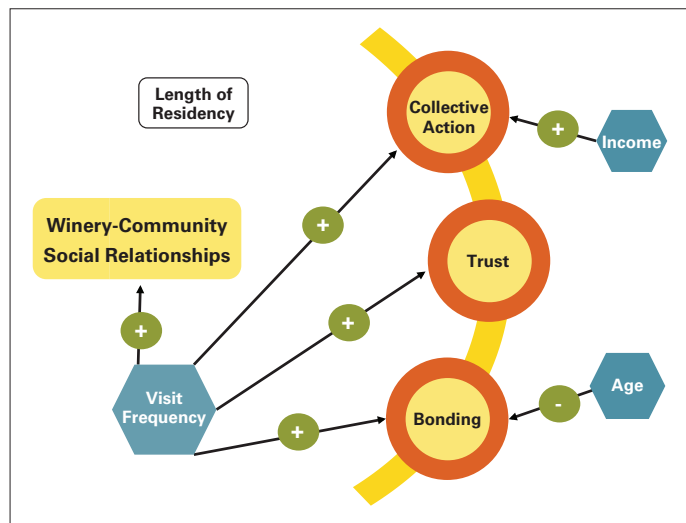 Length of
Residency
Collective
Action
+
Income
Winery-Community
Social Relationships
+
Trust
+
+
Visit
Frequency
+
Bonding
-
Age